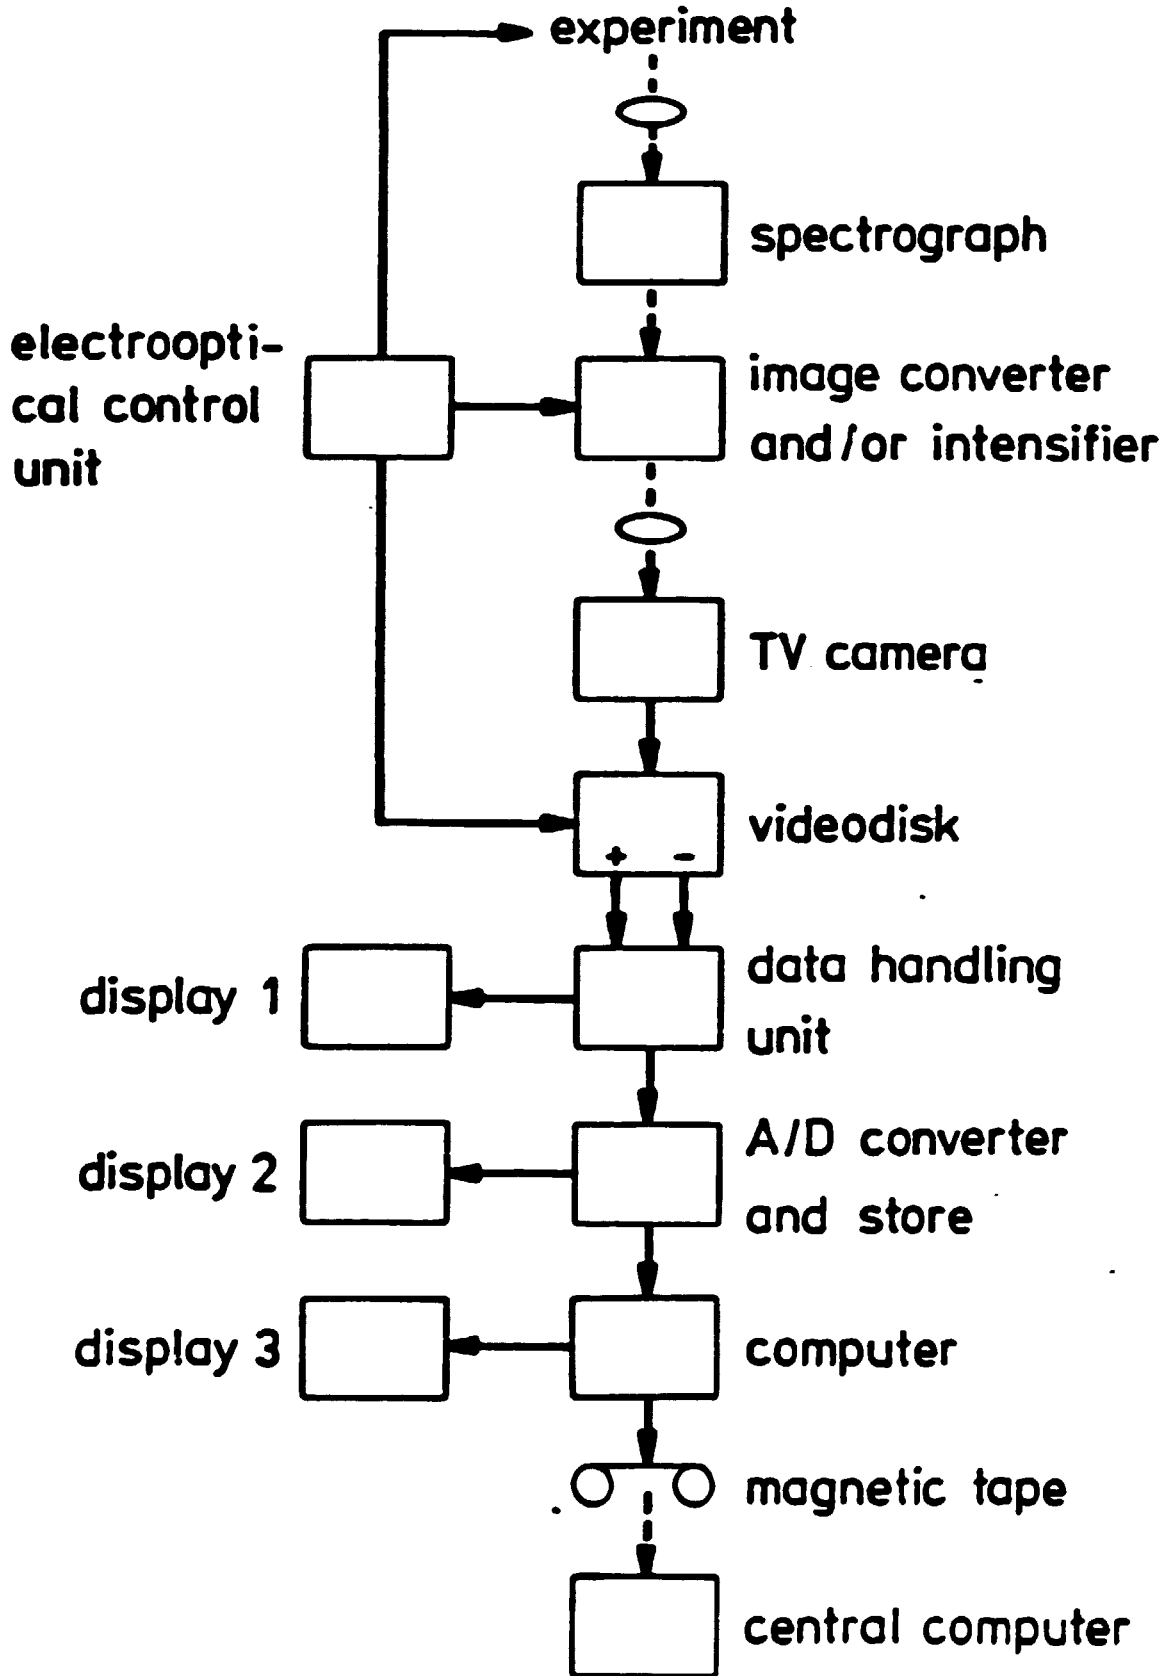 experiment
spectrograph
electroopti-
cal control
unit
image converter
and/or intensifier
TV camera
videodisk
+ -
data handling
unit
display 1
A/D converter
and store
display 2
display 3
computer
magnetic tape
central computer